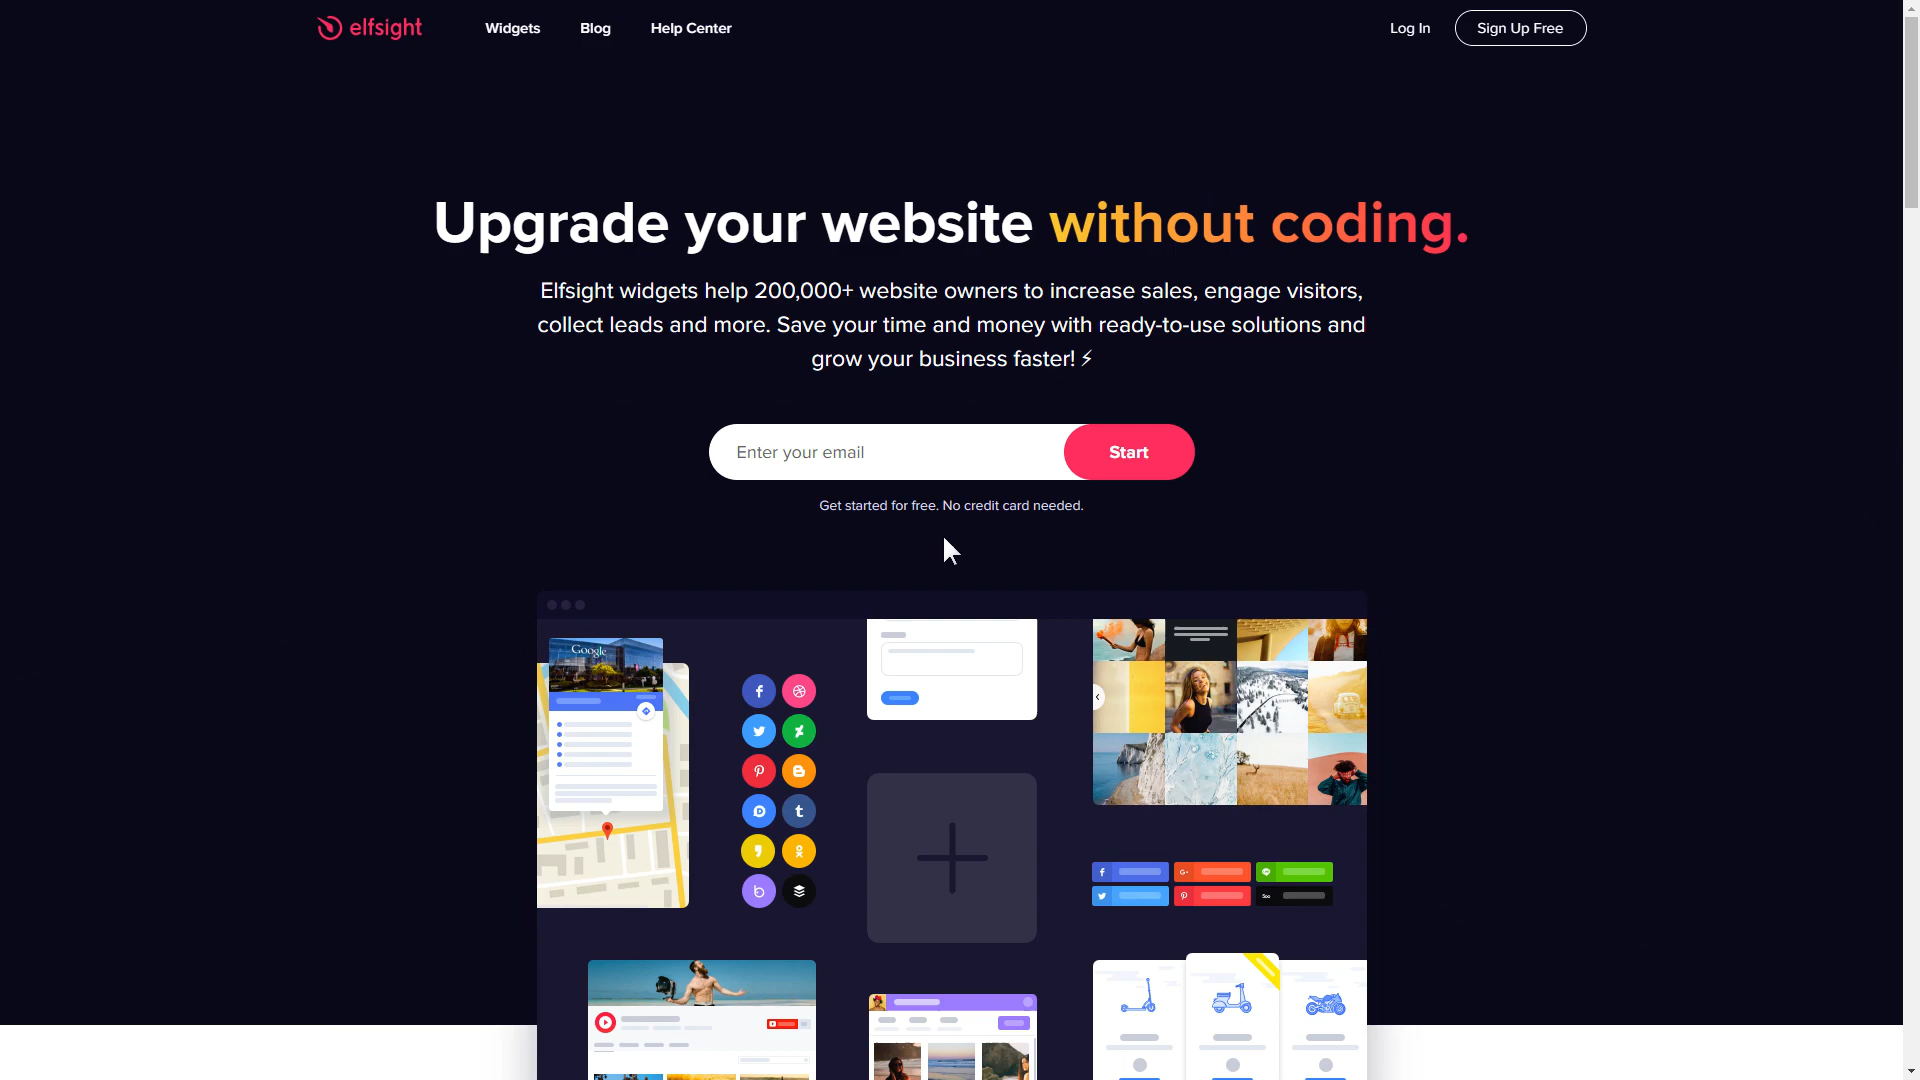 elfsight
Widgets
Blog
Help Center
Log In
Sign Up Free
Upgrade your website without coding.
Elfsight widgets help 200,000+ website owners to increase sales, engage visitors,
collect leads and more. Save your time and money with ready-to-use solutions and
grow your business faster! ⚡
Enter your email
Start
Get started for free. No credit card needed.
Google